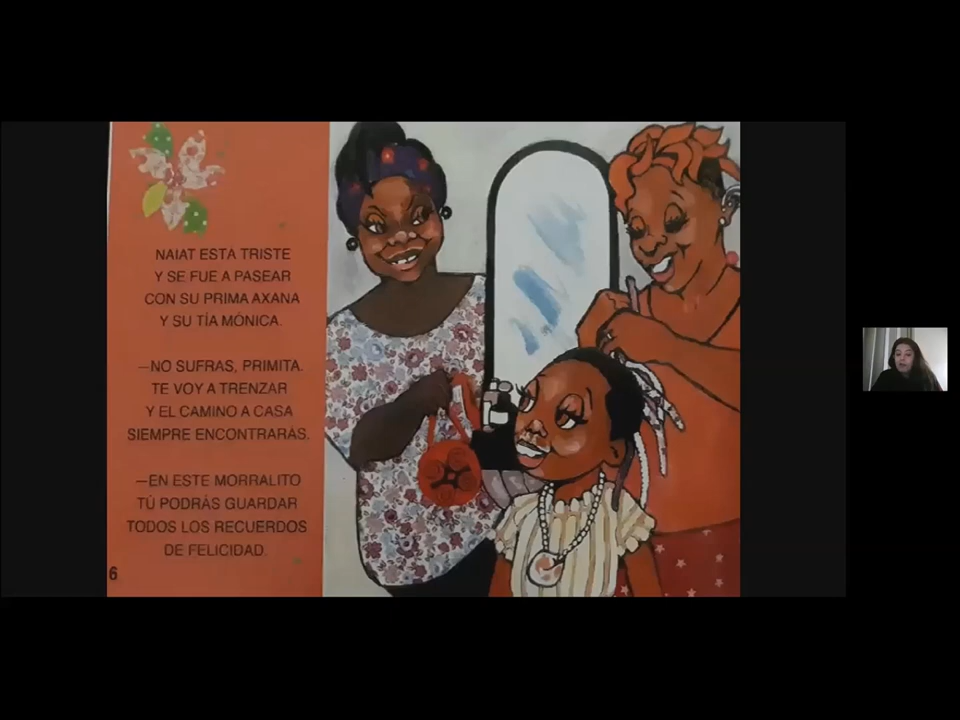 NAIAT ESTÁ TRISTE
Y SE FUE A PASEAR
CON SU PRIMA AXANA
Y SU TÍA MÓNICA.
—NO SUFRAS, PRIMITA.
TE VOY A TRENZAR
Y EL CAMINO A CASA
SIEMPRE ENCONTRARÁS.
—EN ESTE MORRALITO
TÚ PODRÁS GUARDAR
TODOS LOS RECUERDOS
DE FELICIDAD.
6